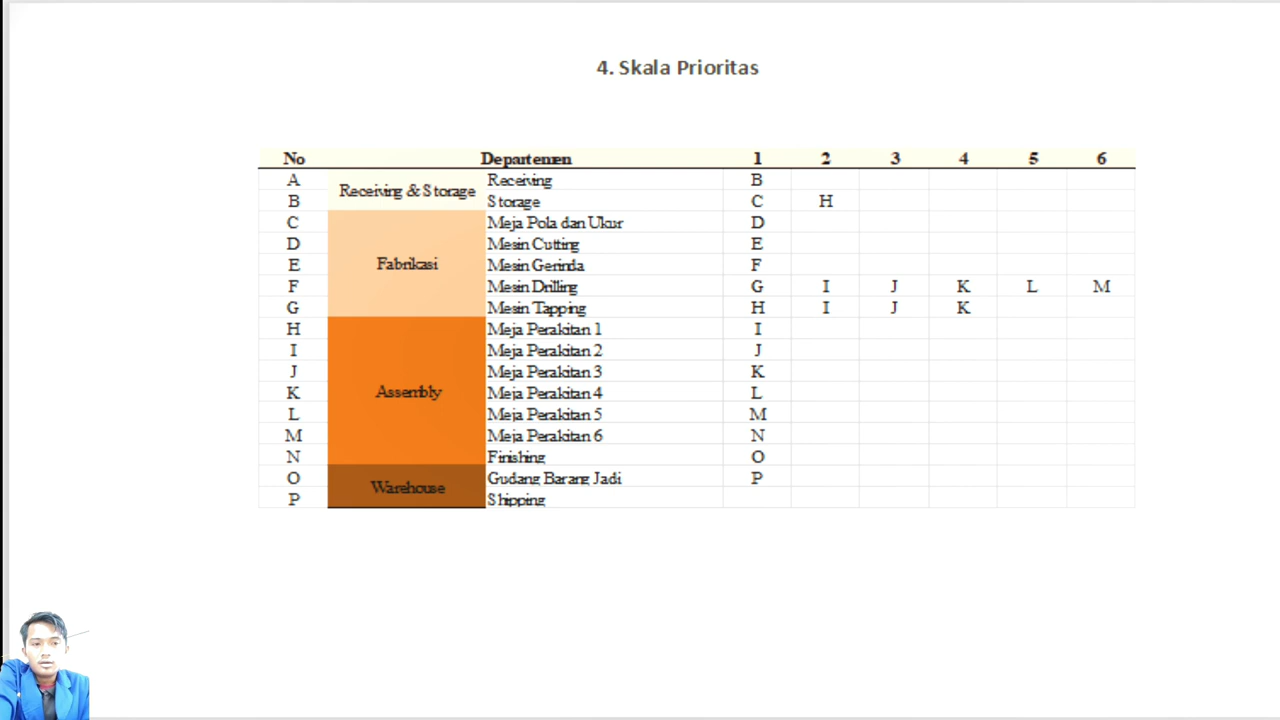 4. Skala Prioritas
No Departemen 1 2 3 4 5 6
A Receiving & Storage Receiving B
B Storage C H
C Fabrikasi Meja Pola dan Ukur D
D Mesin Cutting E
E Mesin Gerinda F
F Mesin Drilling G I J K L M
G Mesin Tapping H I J K
H Assembly Meja Perakitan 1 I
I Meja Perakitan 2 J
J Meja Perakitan 3 K
K Meja Perakitan 4 L
L Meja Perakitan 5 M
M Meja Perakitan 6 N
N Finishing O
O Warehouse Gudang Barang Jadi P
P Shipping